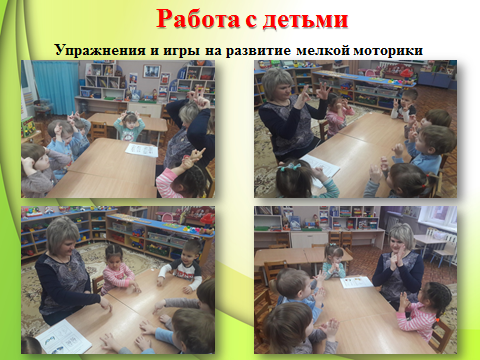 Работа с детьми
Упражнения и игры на развитие мелкой моторики